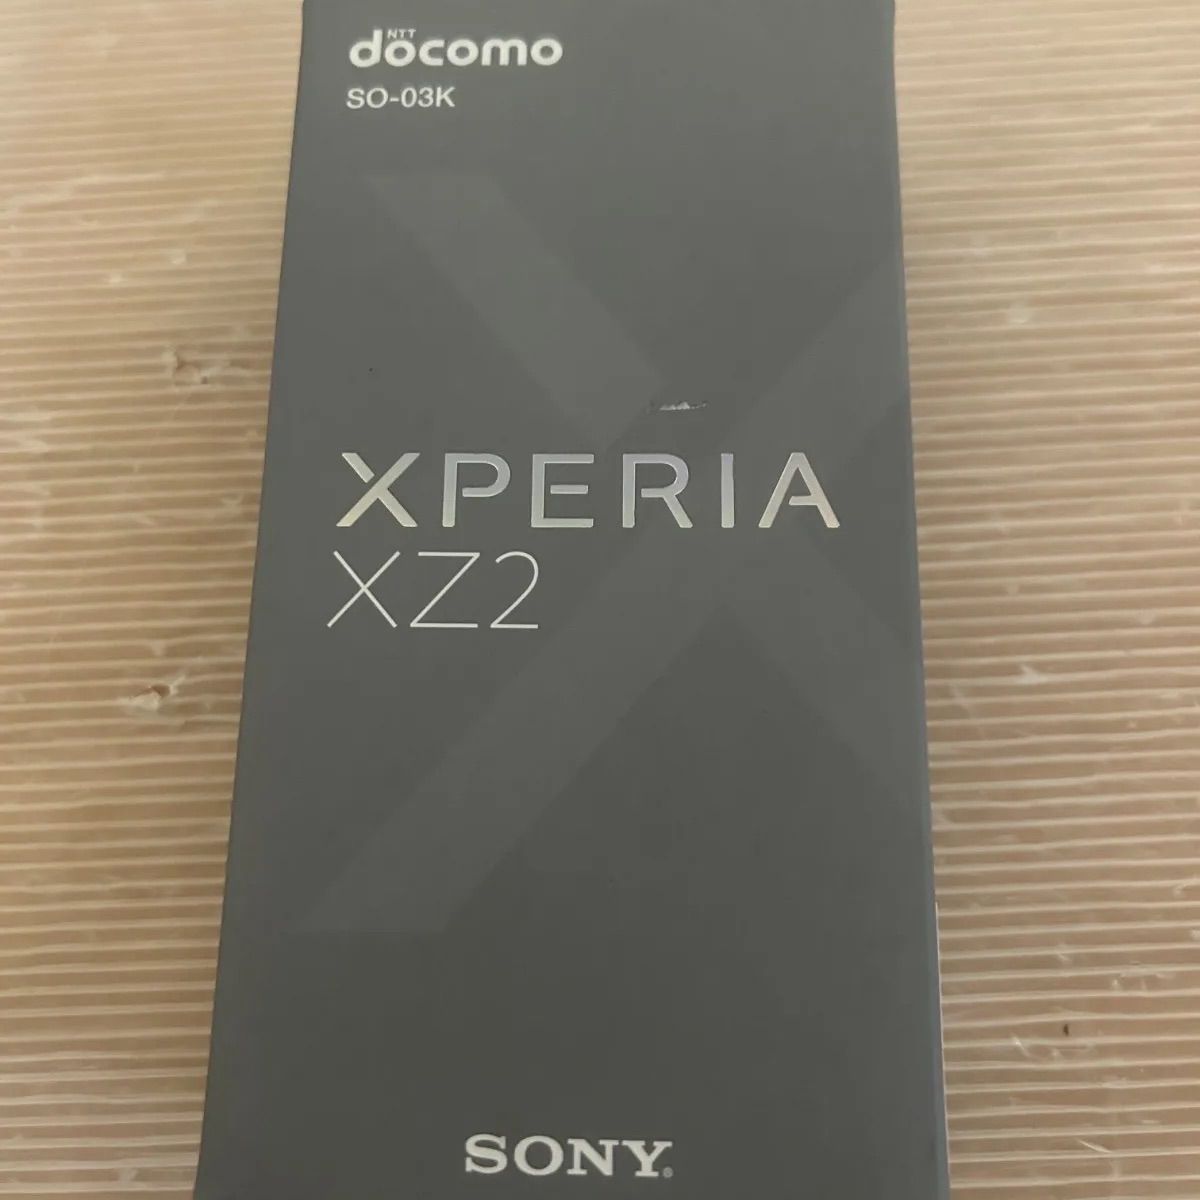 NTT
docomo
SO-03K
XPERIA
XZ2
SONY®